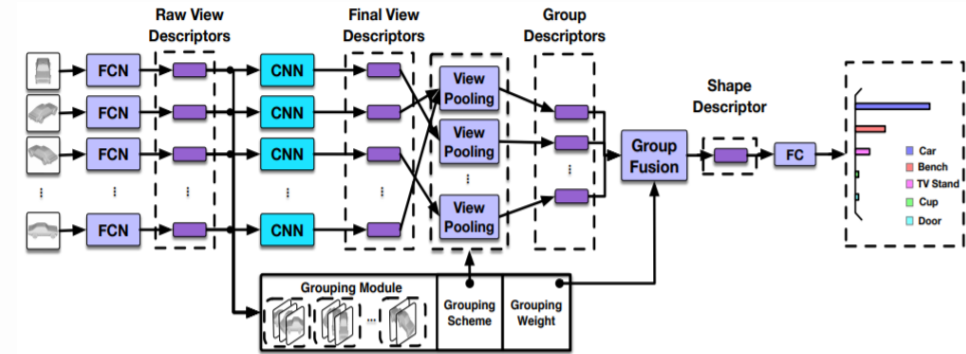 Raw View
Descriptors
Final View
Descriptors
Group
Descriptors
FCN
CNN
View
Pooling
Shape
Descriptor
FCN
CNN
View
Pooling
Group
Fusion
FC
FCN
CNN
View
Pooling
FCN
CNN
Car
Bench
TV Stand
Cup
Door
Grouping Module
Grouping
Scheme
Grouping
Weight